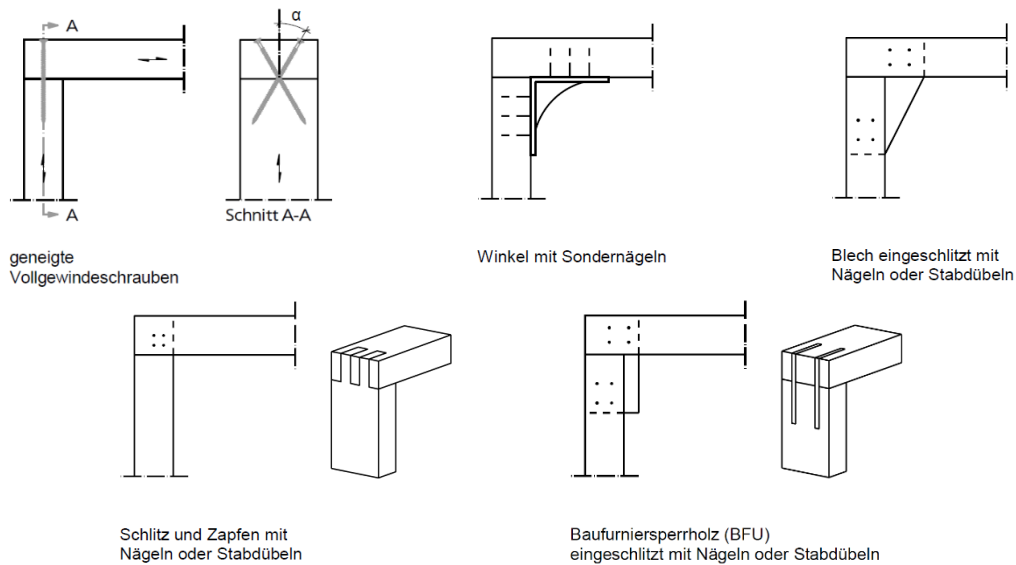 A
α
A
Schnitt A-A
geneigte
Vollgewindeschrauben
Winkel mit Sondernägeln
Blech eingeschlitzt mit
Nägeln oder Stabdübeln
Schlitz und Zapfen mit
Nägeln oder Stabdübeln
Baufurniersperrholz (BFU)
eingeschlitzt mit Nägeln oder Stabdübeln